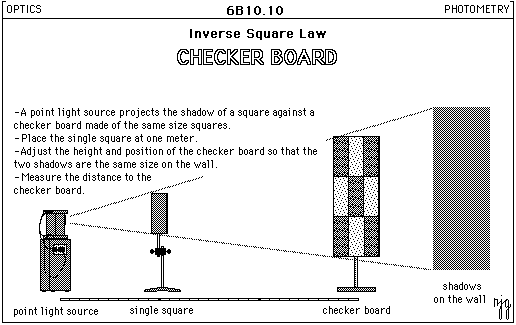 OPTICS
6B10.10
PHOTOMETRY
Inverse Square Law
CHECKER BOARD
-A point light source projects the shadow of a square against a
checker board made of the same size squares.
-Place the single square at one meter.
-Adjust the height and position of the checker board so that the
two shadows are the same size on the wall.
-Measure the distance to the
checker board.
point light source
single square
checker board
shadows
on the wall
njg